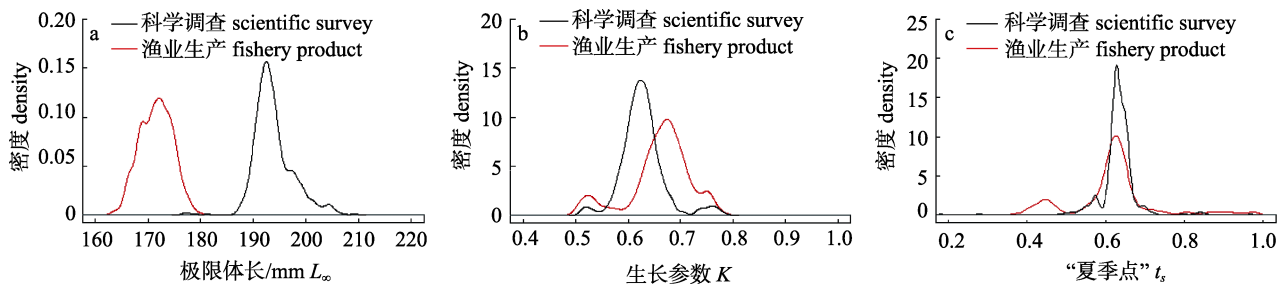 a
科学调查 scientific survey
渔业生产 fishery product
密度 density
0.20
0.15
0.10
0.05
0
160 170 180 190 200 210 220
极限体长/mm L∞
b
科学调查 scientific survey
渔业生产 fishery product
密度 density
20
15
10
5
0
0.4 0.5 0.6 0.7 0.8 0.9 1.0
生长参数 K
c
科学调查 scientific survey
渔业生产 fishery product
密度 density
25
20
15
10
5
0
0.2 0.4 0.6 0.8 1.0
“夏季点” ts